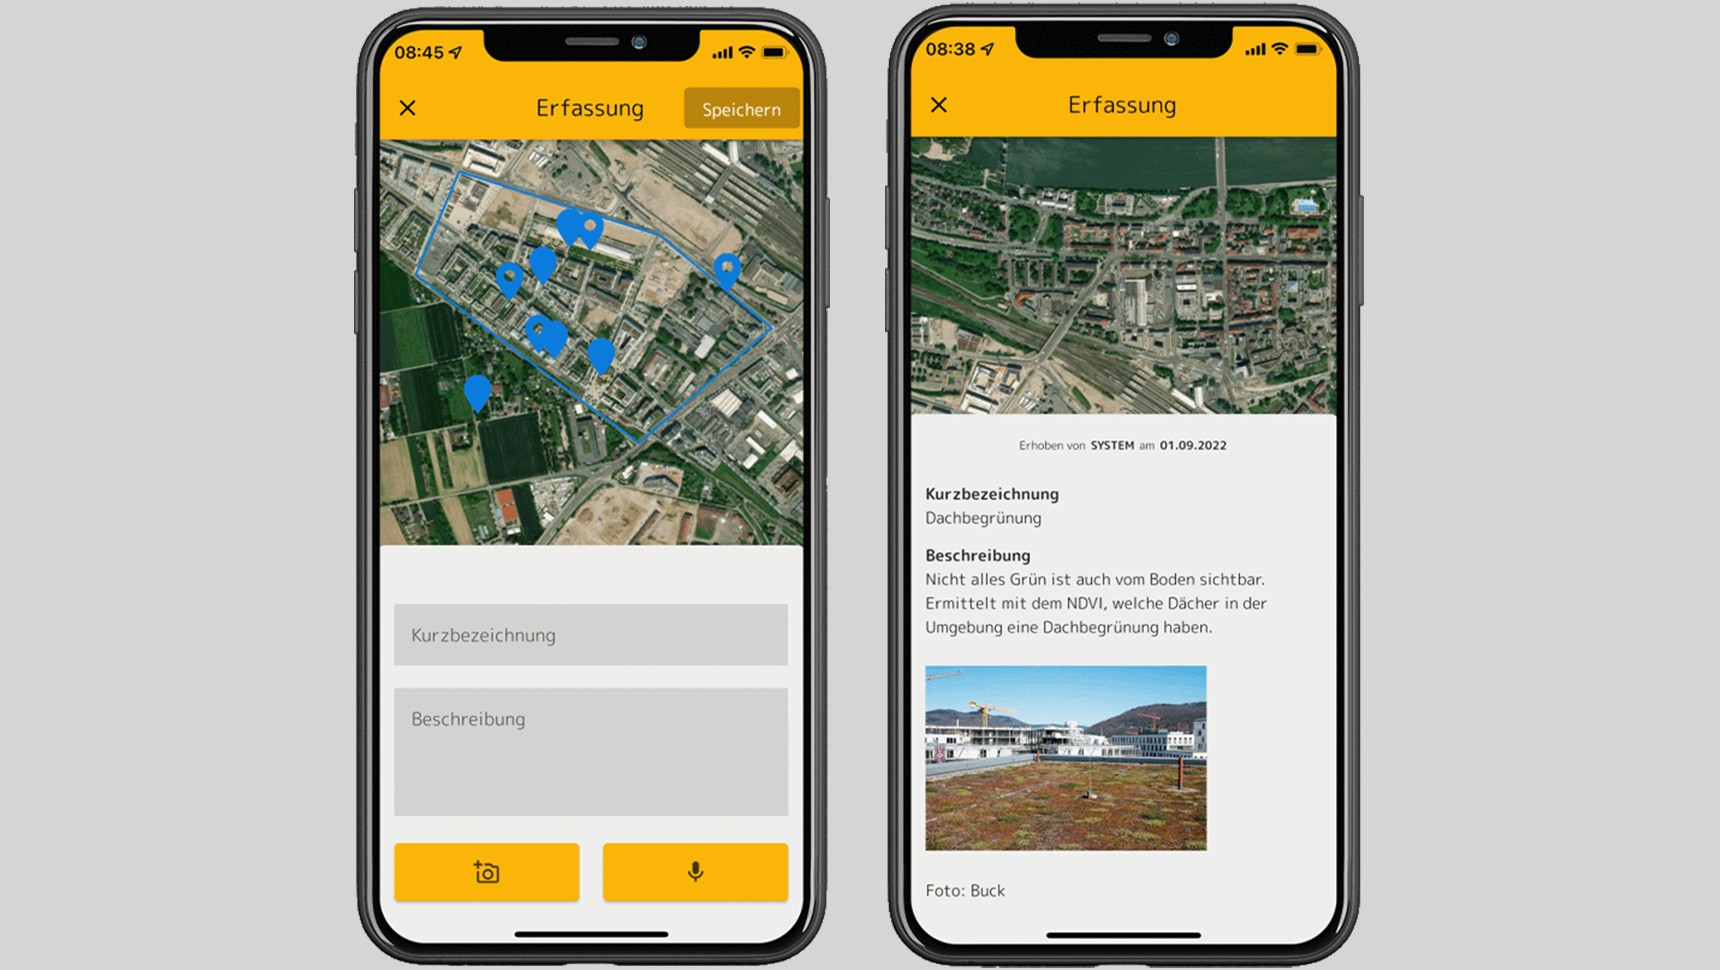 08:45
Erfassung
Speichern
Kurzbezeichnung
Beschreibung
08:38
Erfassung
Erhoben von SYSTEM am 01.09.2022
Kurzbezeichnung
Dachbegrünung
Beschreibung
Nicht alles Grün ist auch vom Boden sichtbar.
Ermittelt mit dem NDVI, welche Dächer in der
Umgebung eine Dachbegrünung haben.
Foto: Buck